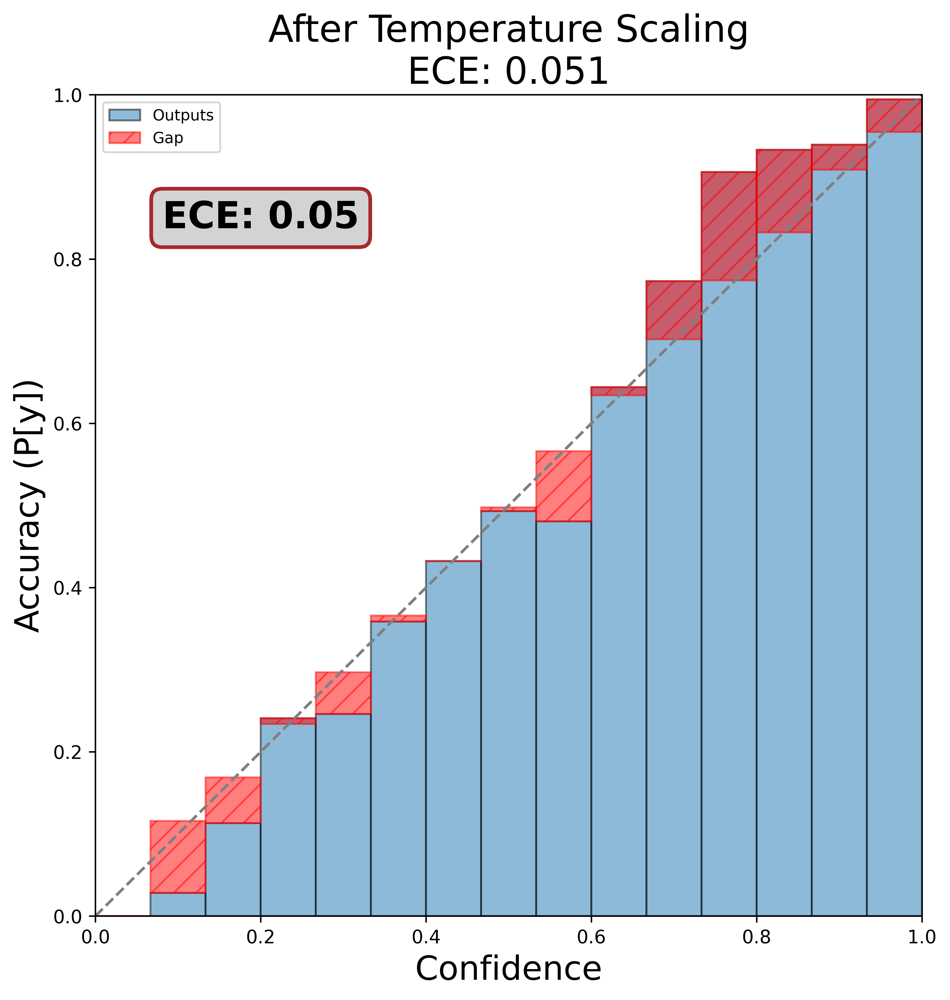 After Temperature Scaling
ECE: 0.051
Outputs
Gap
ECE: 0.05
Accuracy (P[y])
1.0
0.8
0.6
0.4
0.2
0.0
0.0 0.2 0.4 0.6 0.8 1.0
Confidence